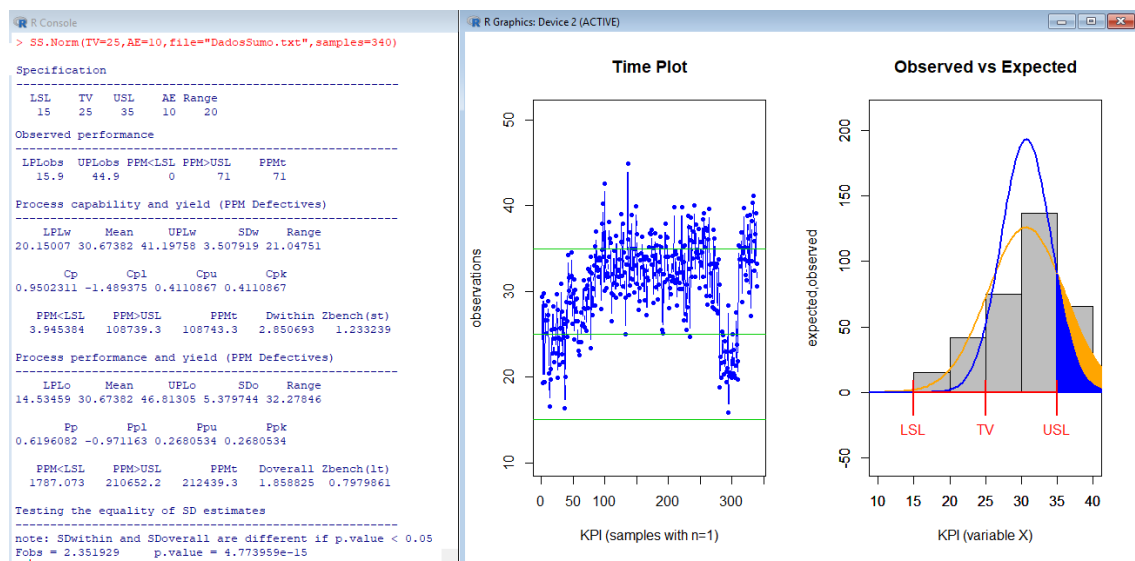 R Console
> SS.Norm(TV=25,AE=10,file="DadosSumo.txt",samples=340)
Specification
--------------------------------------------------
LSL TV USL AE Range
15 25 35 10 20
Observed performance
--------------------------------------------------
LPLobs UPLobs PPM<LSL PPM>USL PPMt
15.9 44.9 0 71 71
Process capability and yield (PPM Defectives)
--------------------------------------------------
LPLw Mean UPLw SDw Range
20.15007 30.67382 41.19758 3.507919 21.04751
Cp Cpl Cpu Cpk
0.9502311 -1.489375 0.4110867 0.4110867
PPM<LSL PPM>USL PPMt Dwithin Zbench(st)
3.945384 108739.3 108743.3 2.850693 1.233239
Process performance and yield (PPM Defectives)
--------------------------------------------------
LPLo Mean UPLo SDo Range
14.53459 30.67382 46.81305 5.379744 32.27846
Pp Ppl Ppu Ppk
0.6196082 -0.971163 0.2680534 0.2680534
PPM<LSL PPM>USL PPMt Doverall Zbench(lt)
1787.073 210652.2 212439.3 1.858825 0.7979861
Testing the equality of SD estimates
--------------------------------------------------
note: SDwithin and SDoverall are different if p.value < 0.05
Fobs = 2.351929 p.value = 4.773959e-15
R Graphics: Device 2 (ACTIVE)
Time Plot
observations
50
40
30
20
10
0 50 100 200 300
KPI (samples with n=1)
Observed vs Expected
expected,observed
200
150
100
50
0
-50
LSL TV USL
10 15 20 25 30 35 40
KPI (variable X)